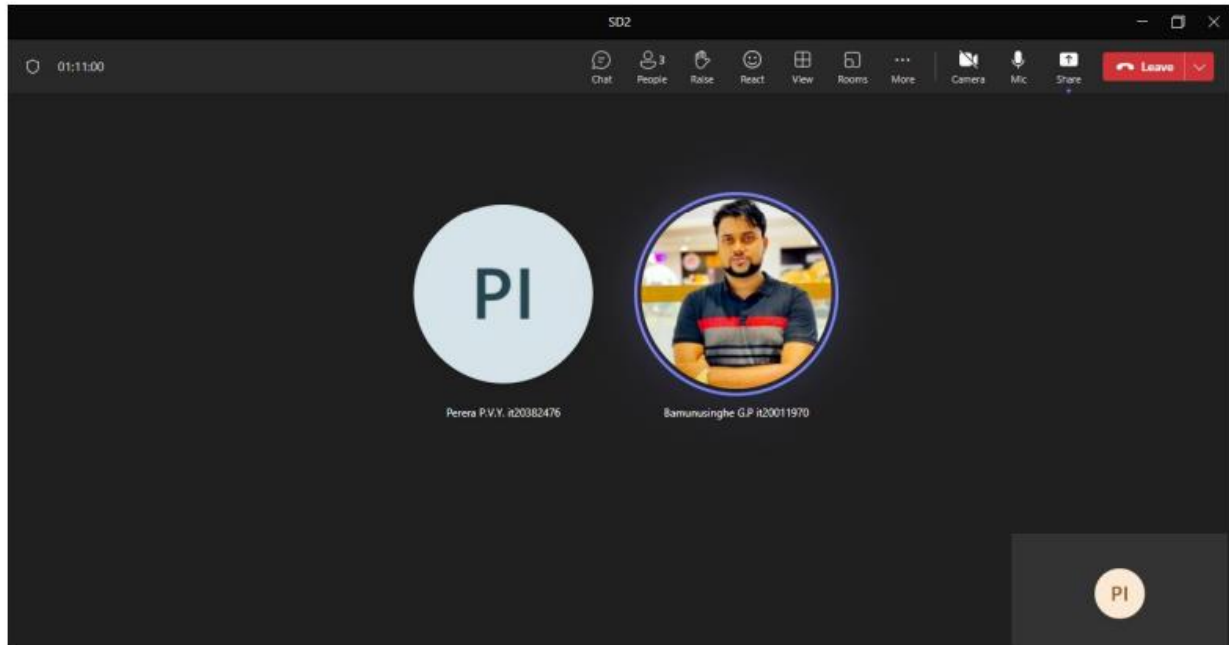 SD2
01:11:00
3
Chat People Raise React View Rooms More Camera Mic Share Leave
PI
Perera P.V.Y. it20382476 Bamunusinghe G.P it20011970
PI